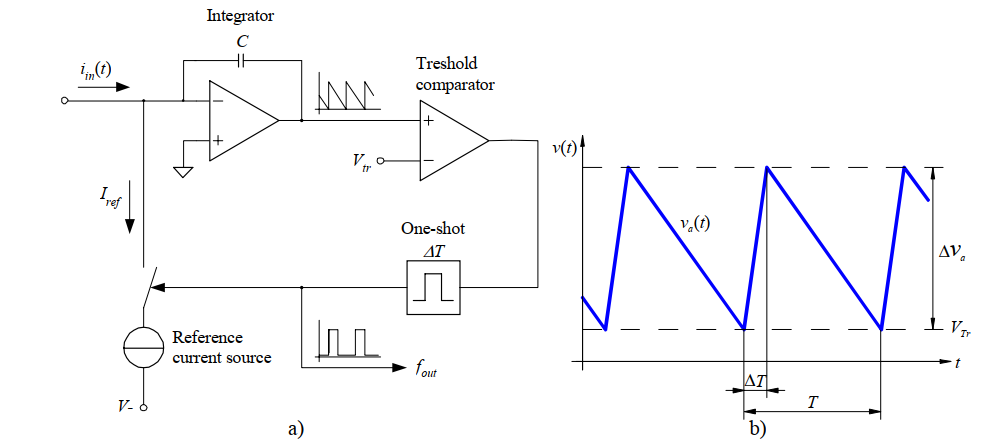 Integrator
C
i_in(t)
Treshold
comparator
−
+
+
−
V_tr
I_ref
One-shot
ΔT
Reference
current source
V-
f_out
a)
v(t)
v_a(t)
Δv_a
V_Tr
t
ΔT
T
b)